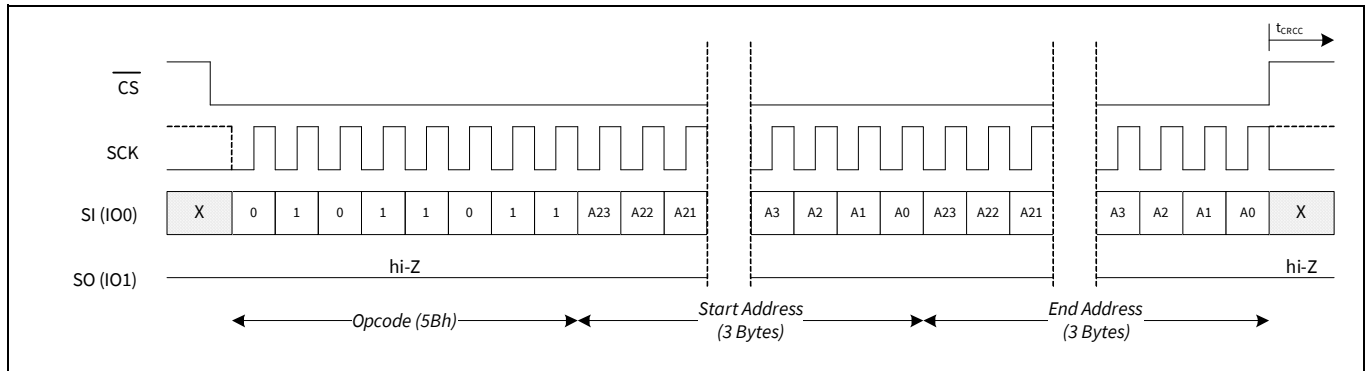 tCRCC
CS
SCK
SI (IO0) X 0 1 0 1 1 0 1 1 A23 A22 A21 A3 A2 A1 A0 A23 A22 A21 A3 A2 A1 A0 X
hi-Z hi-Z
SO (IO1)
Opcode (5Bh) Start Address End Address
(3 Bytes) (3 Bytes)